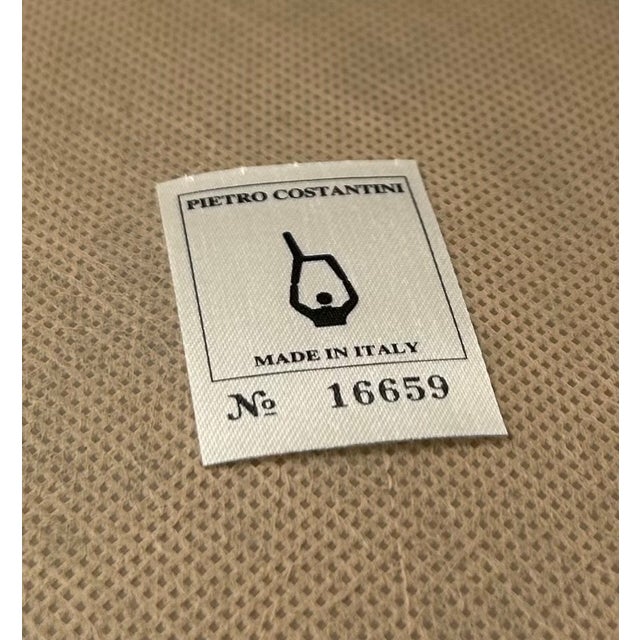 PIETRO COSTANTINI
MADE IN ITALY
№ 16659